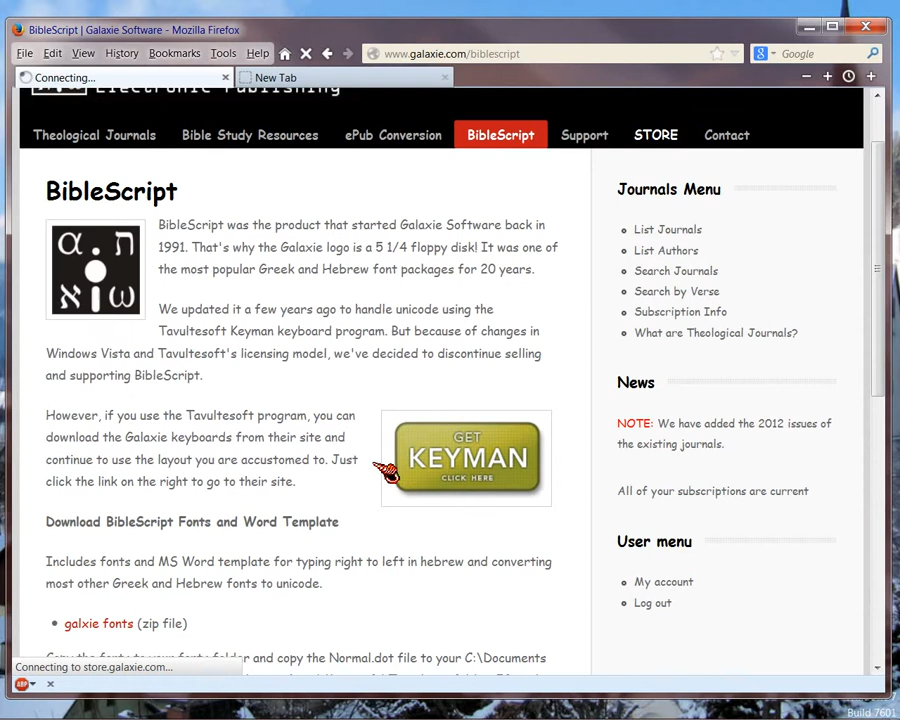 BibleScript | Galaxie Software - Mozilla Firefox
File Edit View History Bookmarks Tools Help
www.galaxie.com/biblescript
Google
Connecting...
New Tab
Electronic Publishing
Theological Journals
Bible Study Resources
ePub Conversion
BibleScript
Support
STORE
Contact
BibleScript
α ת
א ω
BibleScript was the product that started Galaxie Software back in
1991. That's why the Galaxie logo is a 5 1/4 floppy disk! It was one of
the most popular Greek and Hebrew font packages for 20 years.
We updated it a few years ago to handle unicode using the
Tavultesoft Keyman keyboard program. But because of changes in
Windows Vista and Tavultesoft's licensing model, we've decided to discontinue selling
and supporting BibleScript.
However, if you use the Tavultesoft program, you can
download the Galaxie keyboards from their site and
continue to use the layout you are accustomed to. Just
click the link on the right to go to their site.
GET
KEYMAN
CLICK HERE
Download BibleScript Fonts and Word Template
Includes fonts and MS Word template for typing right to left in hebrew and converting
most other Greek and Hebrew fonts to unicode.
galxie fonts (zip file)
Copy the fonts to your fonts folder and copy the Normal.dot file to your C:\Documents
Journals Menu
List Journals
List Authors
Search Journals
Search by Verse
Subscription Info
What are Theological Journals?
News
NOTE: We have added the 2012 issues of
the existing journals.
All of your subscriptions are current
User menu
My account
Log out
Connecting to store.galaxie.com...
ABP
Build 7601